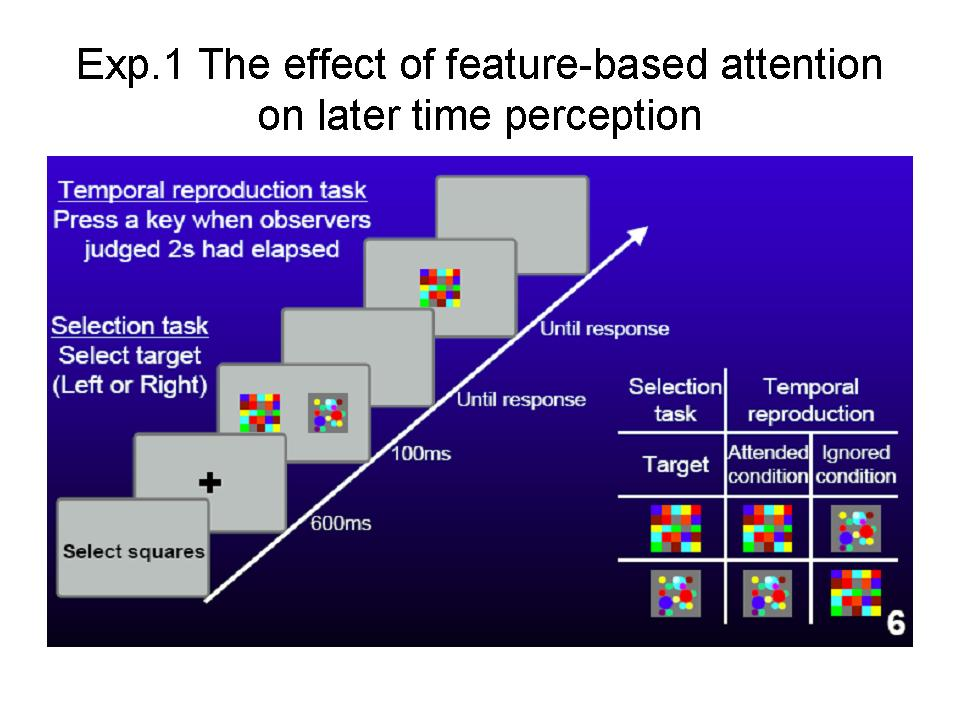 Exp.1 The effect of feature-based attention
on later time perception
Temporal reproduction task
Press a key when observers
judged 2s had elapsed
Selection task
Select target
(Left or Right)
Select squares
+
600ms
100ms
Until response
Until response
Selection task
Temporal reproduction
Target
Attended condition
Ignored condition
6